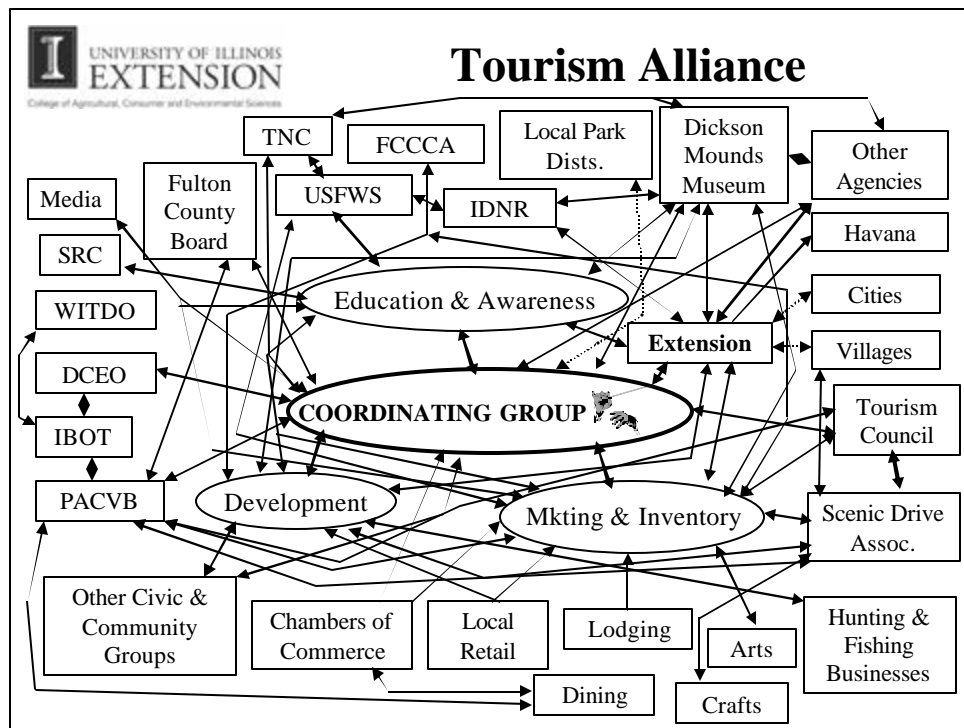 UNIVERSITY OF ILLINOIS
EXTENSION
College of Agricultural, Consumer and Environmental Sciences
Tourism Alliance
TNC
FCCCA
Local Park
Dists.
Dickson
Mounds
Museum
Other
Agencies
Media
Fulton
County
Board
USFWS
IDNR
Havana
SRC
Education & Awareness
Cities
WITDO
Extension
Villages
DCEO
COORDINATING GROUP
Tourism
Council
IBOT
PACVB
Development
Mkting & Inventory
Scenic Drive
Assoc.
Other Civic &
Community
Groups
Chambers of
Commerce
Local
Retail
Lodging
Arts
Hunting &
Fishing
Businesses
Dining
Crafts